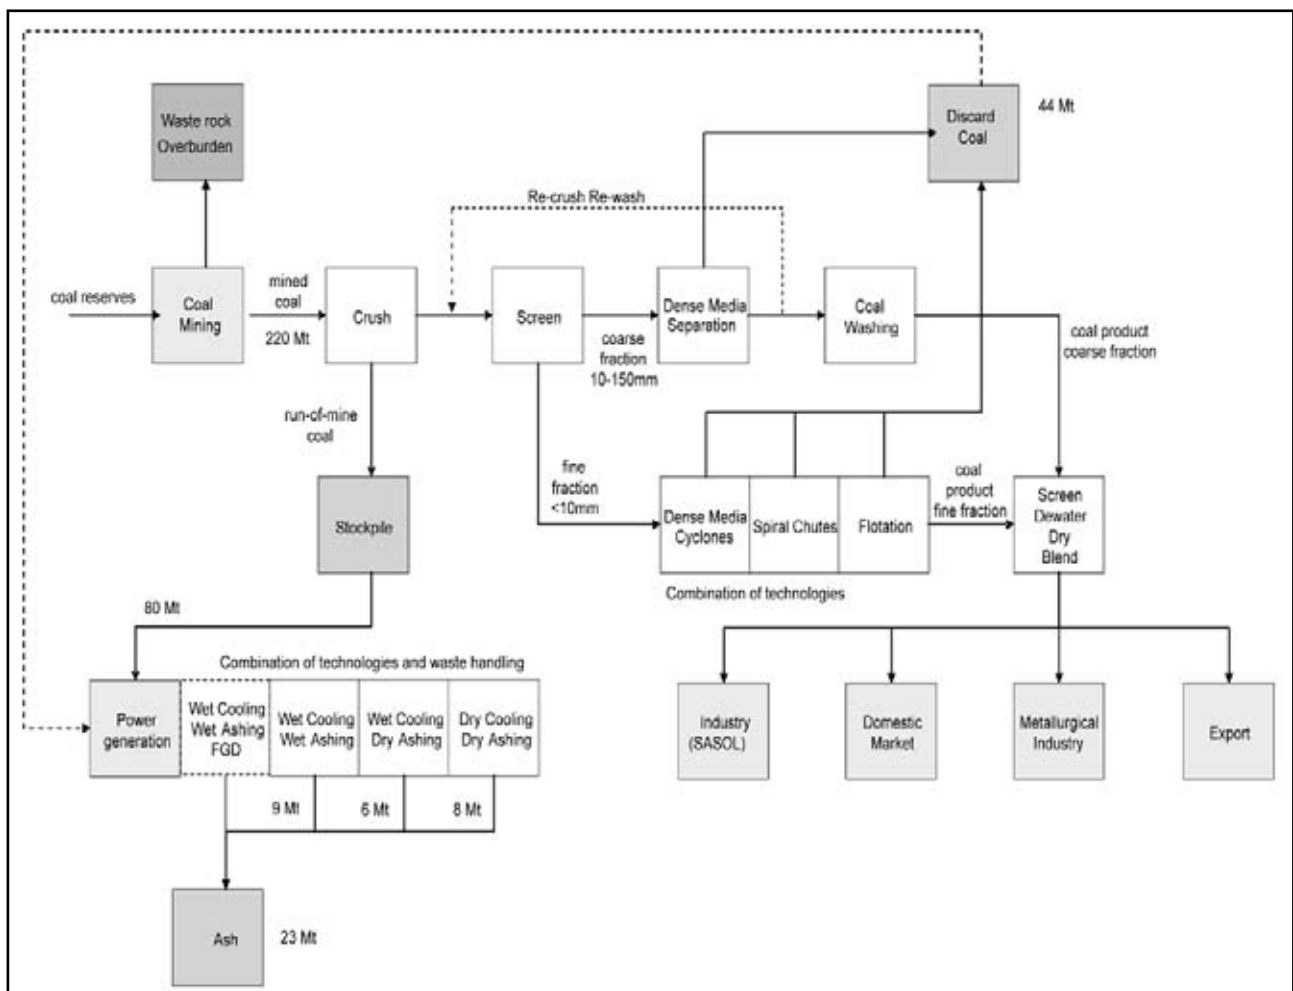 44 Mt
Discard
Coal
Waste rock
Overburden
Re-crush Re-wash
coal reserves
Coal
Mining
mined
coal
220 Mt
Crush
Screen
coarse
fraction
10-150mm
Dense Media
Separation
Coal
Washing
coal product
coarse fraction
run-of-mine
coal
Stockpile
fine
fraction
<10mm
Dense Media
Cyclones
Spiral Chutes
Flotation
coal
product
fine fraction
Screen
Dewater
Dry
Blend
Combination of technologies
80 Mt
Combination of technologies and waste handling
Power
generation
Wet Cooling
Wet Ashing
FGD
Wet Cooling
Wet Ashing
Wet Cooling
Dry Ashing
Dry Cooling
Dry Ashing
Industry
(SASOL)
Domestic
Market
Metallurgical
Industry
Export
9 Mt
6 Mt
8 Mt
Ash
23 Mt